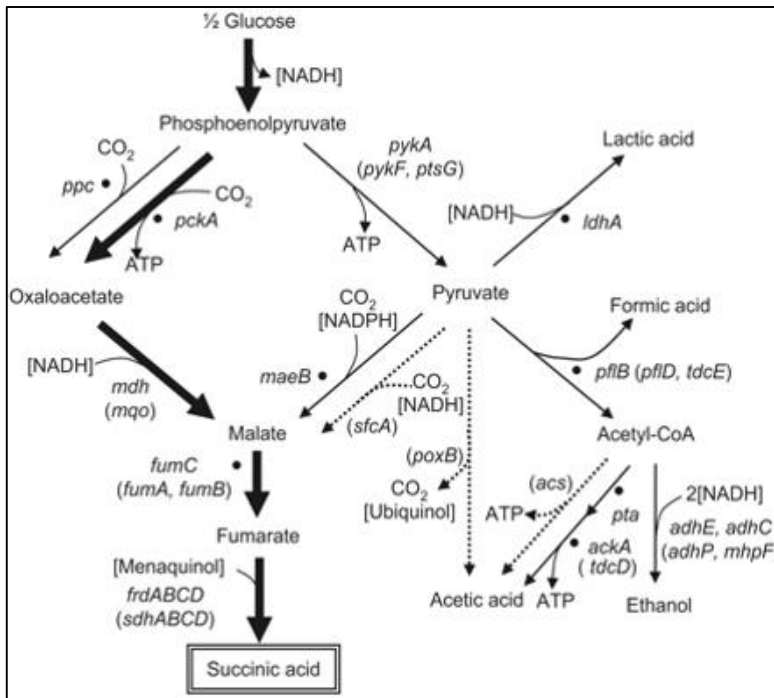 ½ Glucose
[NADH]
Phosphoenolpyruvate
CO₂
ppc
CO₂
pckA
ATP
pykA
(pykF, ptsG)
ATP
Lactic acid
[NADH]
ldhA
Oxaloacetate
Pyruvate
Formic acid
CO₂
[NADPH]
maeB
[NADH]
mdh
(mqo)
CO₂
[NADH]
(sfcA)
pflB (pflD, tdcE)
Malate
Acetyl-CoA
fumC
(fumA, fumB)
(poxB)
CO₂
[Ubiquinol]
(acs)
ATP
pta
2[NADH]
adhE, adhC
(adhP, mhpF)
ackA
( tdcD)
ATP
Fumarate
[Menaquinol]
frdABCD
(sdhABCD)
Acetic acid
Ethanol
Succinic acid